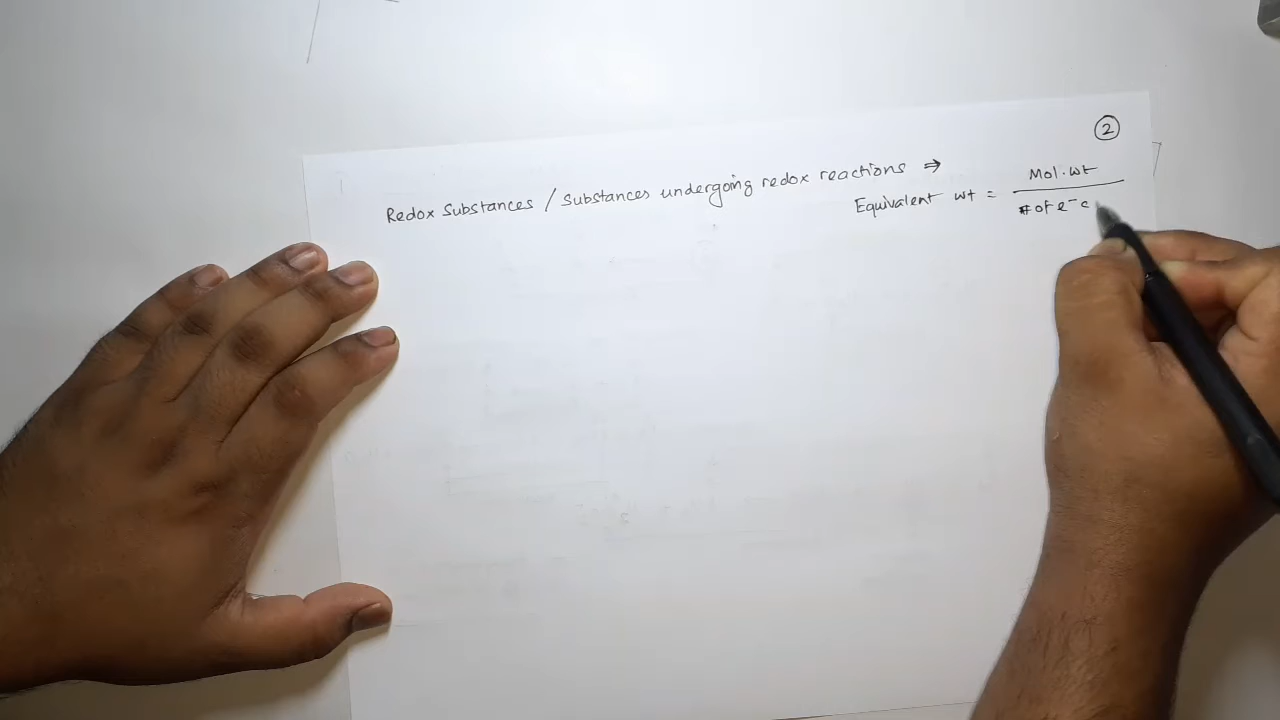 ②
Redox Substances / Substances undergoing redox reactions ⇒
Equivalent wt = Mol. wt
# of e⁻ c